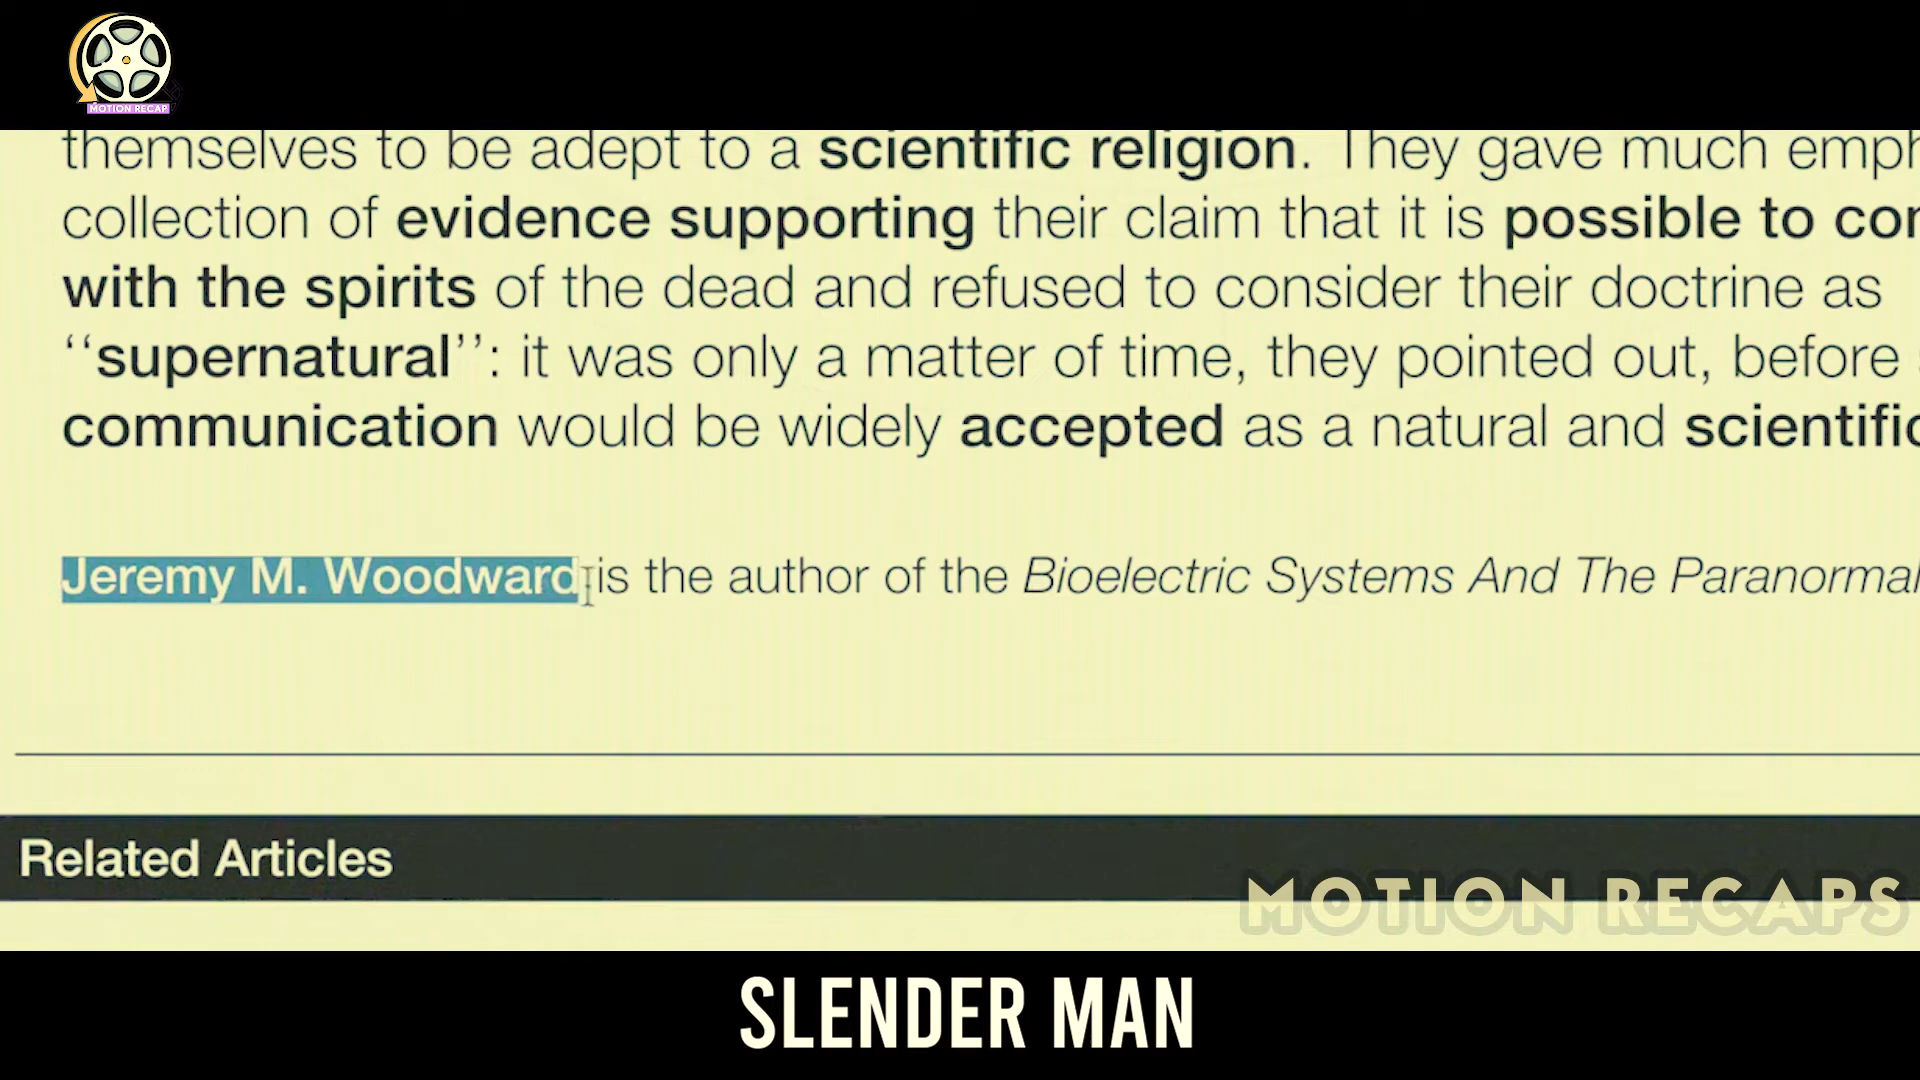 MOTION RECAP
themselves to be adept to a scientific religion. They gave much emph
collection of evidence supporting their claim that it is possible to con
with the spirits of the dead and refused to consider their doctrine as
‘‘supernatural’’: it was only a matter of time, they pointed out, before
communication would be widely accepted as a natural and scientific
Jeremy M. Woodward is the author of the Bioelectric Systems And The Paranormal
Related Articles
MOTION RECAPS
SLENDER MAN